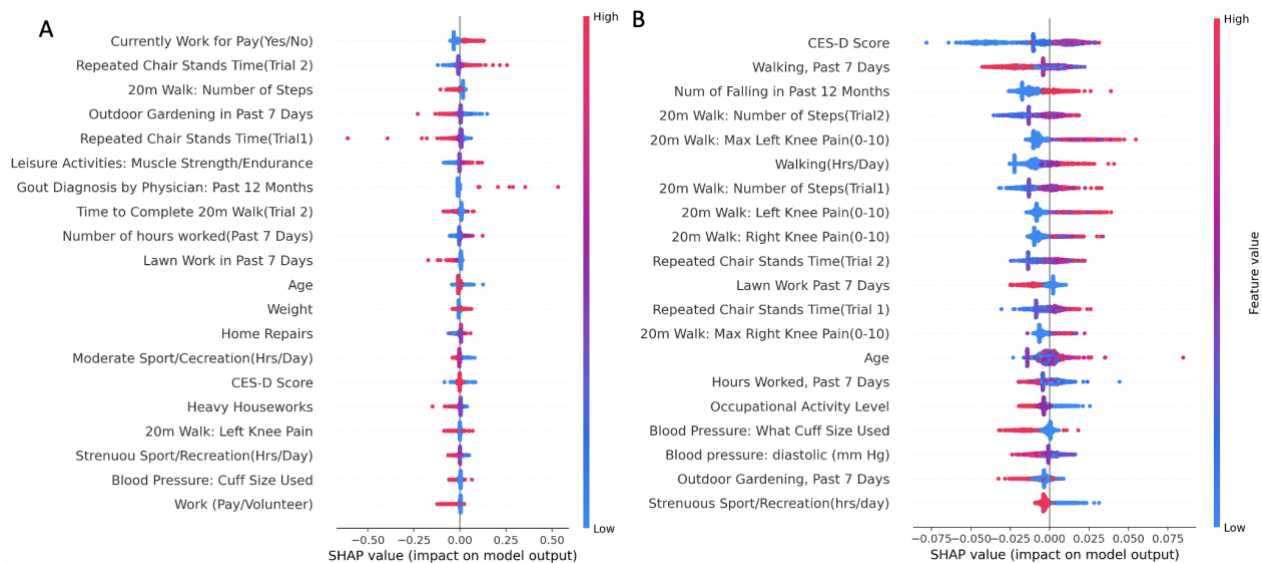 A
High
Currently Work for Pay(Yes/No)
Repeated Chair Stands Time(Trial 2)
20m Walk: Number of Steps
Outdoor Gardening in Past 7 Days
Repeated Chair Stands Time(Trial1)
Leisure Activities: Muscle Strength/Endurance
Gout Diagnosis by Physician: Past 12 Months
Time to Complete 20m Walk(Trial 2)
Number of hours worked(Past 7 Days)
Lawn Work in Past 7 Days
Age
Weight
Home Repairs
Moderate Sport/Cecreation(Hrs/Day)
CES-D Score
Heavy Houseworks
20m Walk: Left Knee Pain
Strenuou Sport/Recreation(Hrs/Day)
Blood Pressure: Cuff Size Used
Work (Pay/Volunteer)
Low
−0.50 −0.25 0.00 0.25 0.50
SHAP value (impact on model output)
B
High
CES-D Score
Walking, Past 7 Days
Num of Falling in Past 12 Months
20m Walk: Number of Steps(Trial2)
20m Walk: Max Left Knee Pain(0-10)
Walking(Hrs/Day)
20m Walk: Number of Steps(Trial1)
20m Walk: Left Knee Pain(0-10)
20m Walk: Right Knee Pain(0-10)
Repeated Chair Stands Time(Trial 2)
Lawn Work Past 7 Days
Repeated Chair Stands Time(Trial 1)
20m Walk: Max Right Knee Pain(0-10)
Age
Hours Worked, Past 7 Days
Occupational Activity Level
Blood Pressure: What Cuff Size Used
Blood pressure: diastolic (mm Hg)
Outdoor Gardening, Past 7 Days
Strenuous Sport/Recreation(hrs/day)
Low
Feature value
−0.075 −0.050 −0.025 0.000 0.025 0.050 0.075
SHAP value (impact on model output)